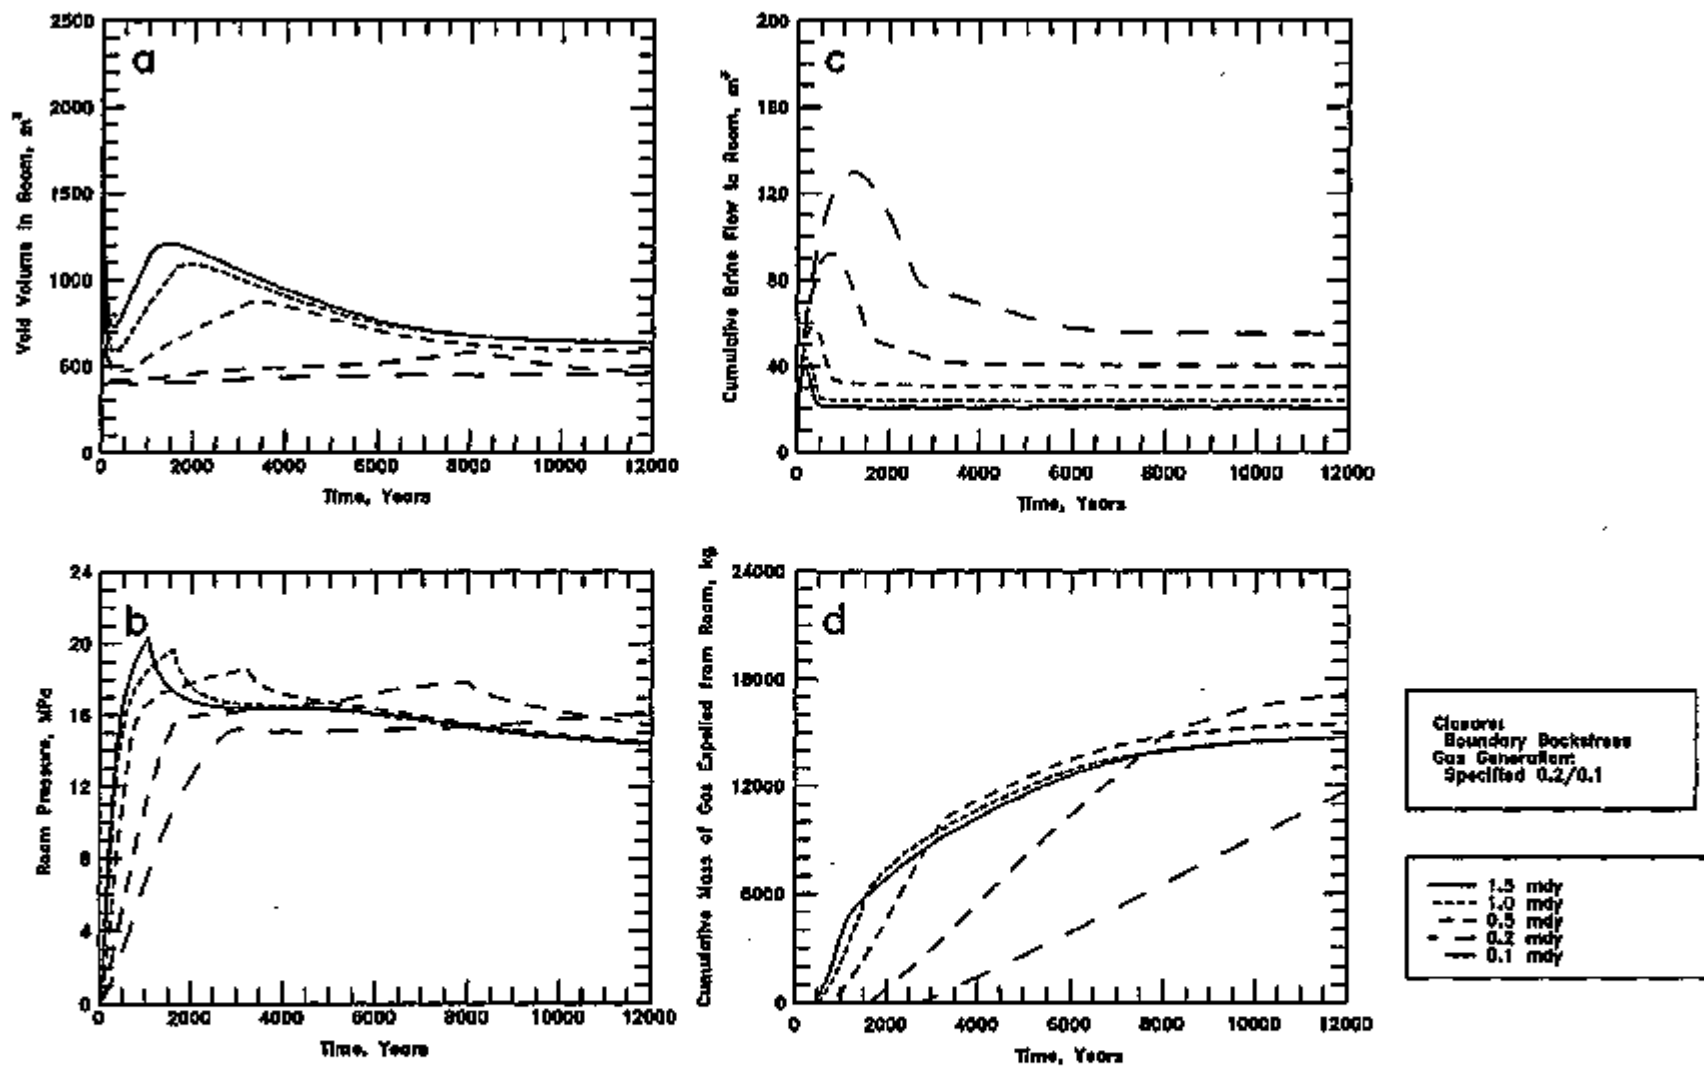 a
2500
2000
1500
1000
500
0
0 2000 4000 6000 8000 10000 12000
Void Volume in Room, m³
Time, Years
c
200
160
120
80
40
0
0 2000 4000 6000 8000 10000 12000
Cumulative Brine Flow to Room, m³
Time, Years
b
24
20
16
12
8
4
0
0 2000 4000 6000 8000 10000 12000
Room Pressure, MPa
Time, Years
d
24000
18000
12000
6000
0
0 2000 4000 6000 8000 10000 12000
Cumulative Mass of Gas Expelled from Room, kg
Time, Years
Closure:
Boundary Backstress
Gas Generation:
Specified 0.2/0.1
1.5 mdy
1.0 mdy
0.5 mdy
0.2 mdy
0.1 mdy